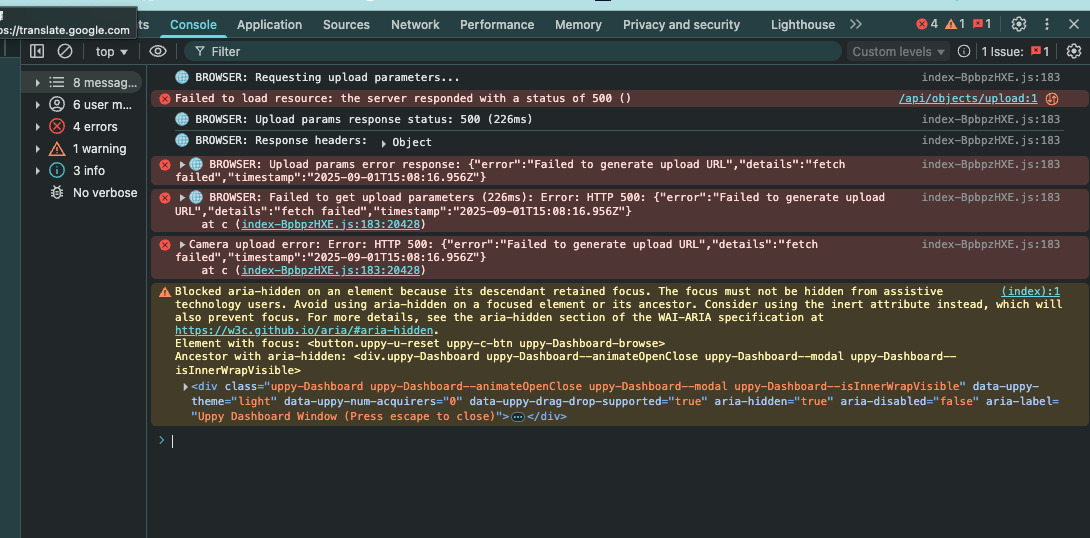 ps://translate.google.com
ts Console Application Sources Network Performance Memory Privacy and security Lighthouse 4 1 1
top Filter Custom levels 1 Issue: 1
8 messag...
6 user m...
4 errors
1 warning
3 info
No verbose
BROWSER: Requesting upload parameters... index-BpbpzHXE.js:183
Failed to load resource: the server responded with a status of 500 () /api/objects/upload:1
BROWSER: Upload params response status: 500 (226ms) index-BpbpzHXE.js:183
BROWSER: Response headers: Object index-BpbpzHXE.js:183
BROWSER: Upload params error response: {"error":"Failed to generate upload URL","details":"fetch index-BpbpzHXE.js:183
failed","timestamp":"2025-09-01T15:08:16.956Z"}
BROWSER: Failed to get upload parameters (226ms): Error: HTTP 500: {"error":"Failed to generate upload index-BpbpzHXE.js:183
URL","details":"fetch failed","timestamp":"2025-09-01T15:08:16.956Z"}
at c (index-BpbpzHXE.js:183:20428)
Camera upload error: Error: HTTP 500: {"error":"Failed to generate upload URL","details":"fetch index-BpbpzHXE.js:183
failed","timestamp":"2025-09-01T15:08:16.956Z"}
at c (index-BpbpzHXE.js:183:20428)
Blocked aria-hidden on an element because its descendant retained focus. The focus must not be hidden from assistive (index):1
technology users. Avoid using aria-hidden on a focused element or its ancestor. Consider using the inert attribute instead, which will
also prevent focus. For more details, see the aria-hidden section of the WAI-ARIA specification at
https://w3c.github.io/aria/#aria-hidden.
Element with focus: <button.uppy-u-reset uppy-c-btn uppy-Dashboard-browse>
Ancestor with aria-hidden: <div.uppy-Dashboard uppy-Dashboard--animateOpenClose uppy-Dashboard--modal uppy-Dashboard--
isInnerWrapVisible>
<div class="uppy-Dashboard uppy-Dashboard--animateOpenClose uppy-Dashboard--modal uppy-Dashboard--isInnerWrapVisible" data-uppy-
theme="light" data-uppy-num-acquirers="0" data-uppy-drag-drop-supported="true" aria-hidden="true" aria-disabled="false" aria-label=
"Uppy Dashboard Window (Press escape to close)">…</div>